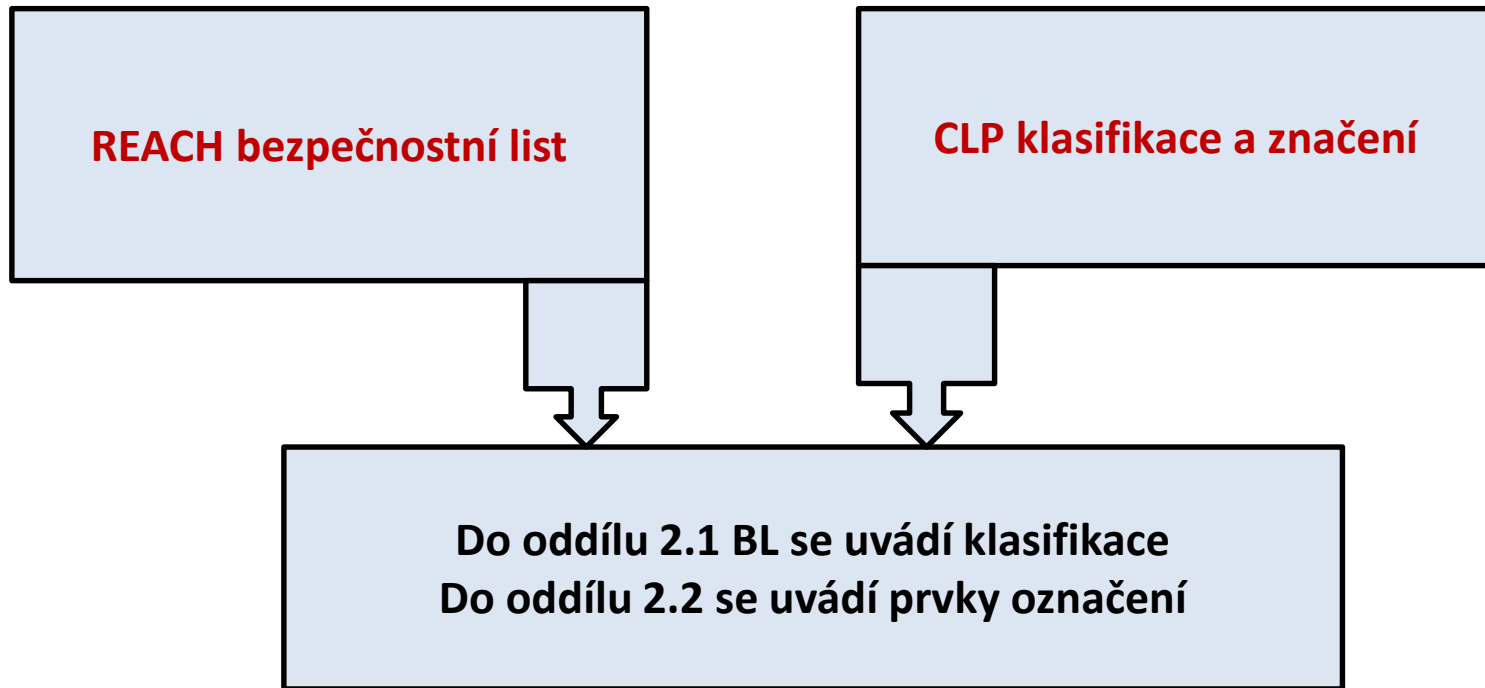 REACH bezpečnostní list
CLP klasifikace a značení
Do oddílu 2.1 BL se uvádí klasifikace
Do oddílu 2.2 se uvádí prvky označení